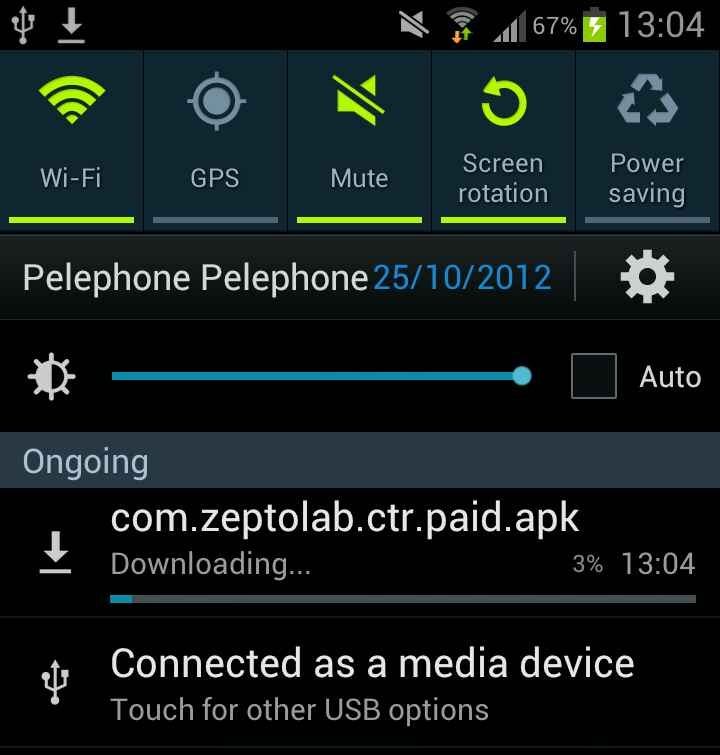 67% 13:04
Wi-Fi
GPS
Mute
Screen
rotation
Power
saving
Pelephone Pelephone 25/10/2012
Auto
Ongoing
com.zeptolab.ctr.paid.apk
Downloading... 3% 13:04
Connected as a media device
Touch for other USB options